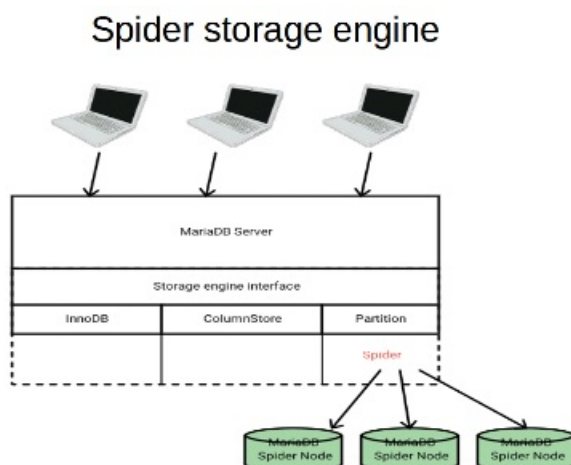 Spider storage engine
MariaDB Server
Storage engine interface
InnoDB
ColumnStore
Partition
Spider
MariaDB
Spider Node
MariaDB
Spider Node
MariaDB
Spider Node